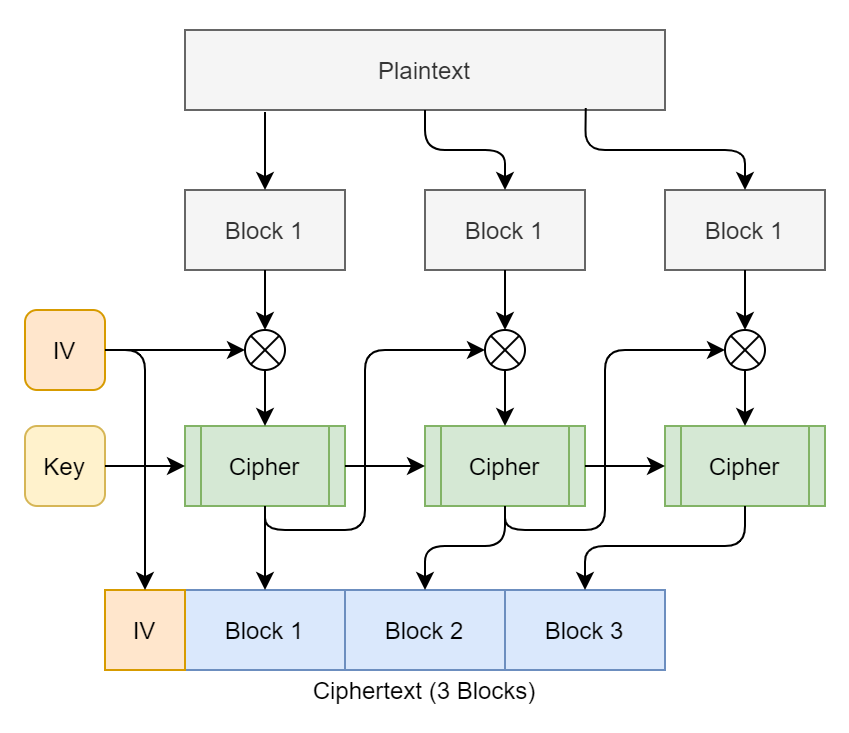 Plaintext
Block 1
Block 1
Block 1
IV
Key
Cipher
Cipher
Cipher
IV
Block 1
Block 2
Block 3
Ciphertext (3 Blocks)